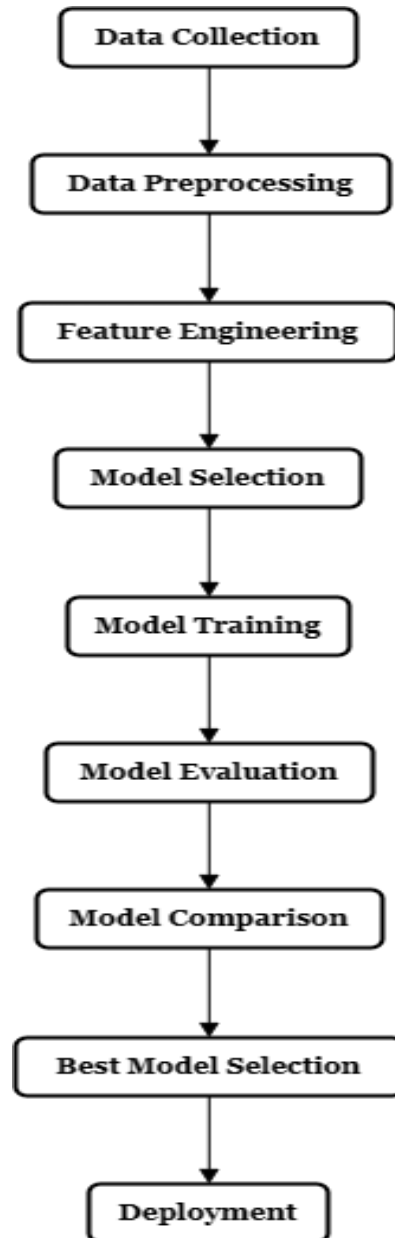 Data Collection
Data Preprocessing
Feature Engineering
Model Selection
Model Training
Model Evaluation
Model Comparison
Best Model Selection
Deployment